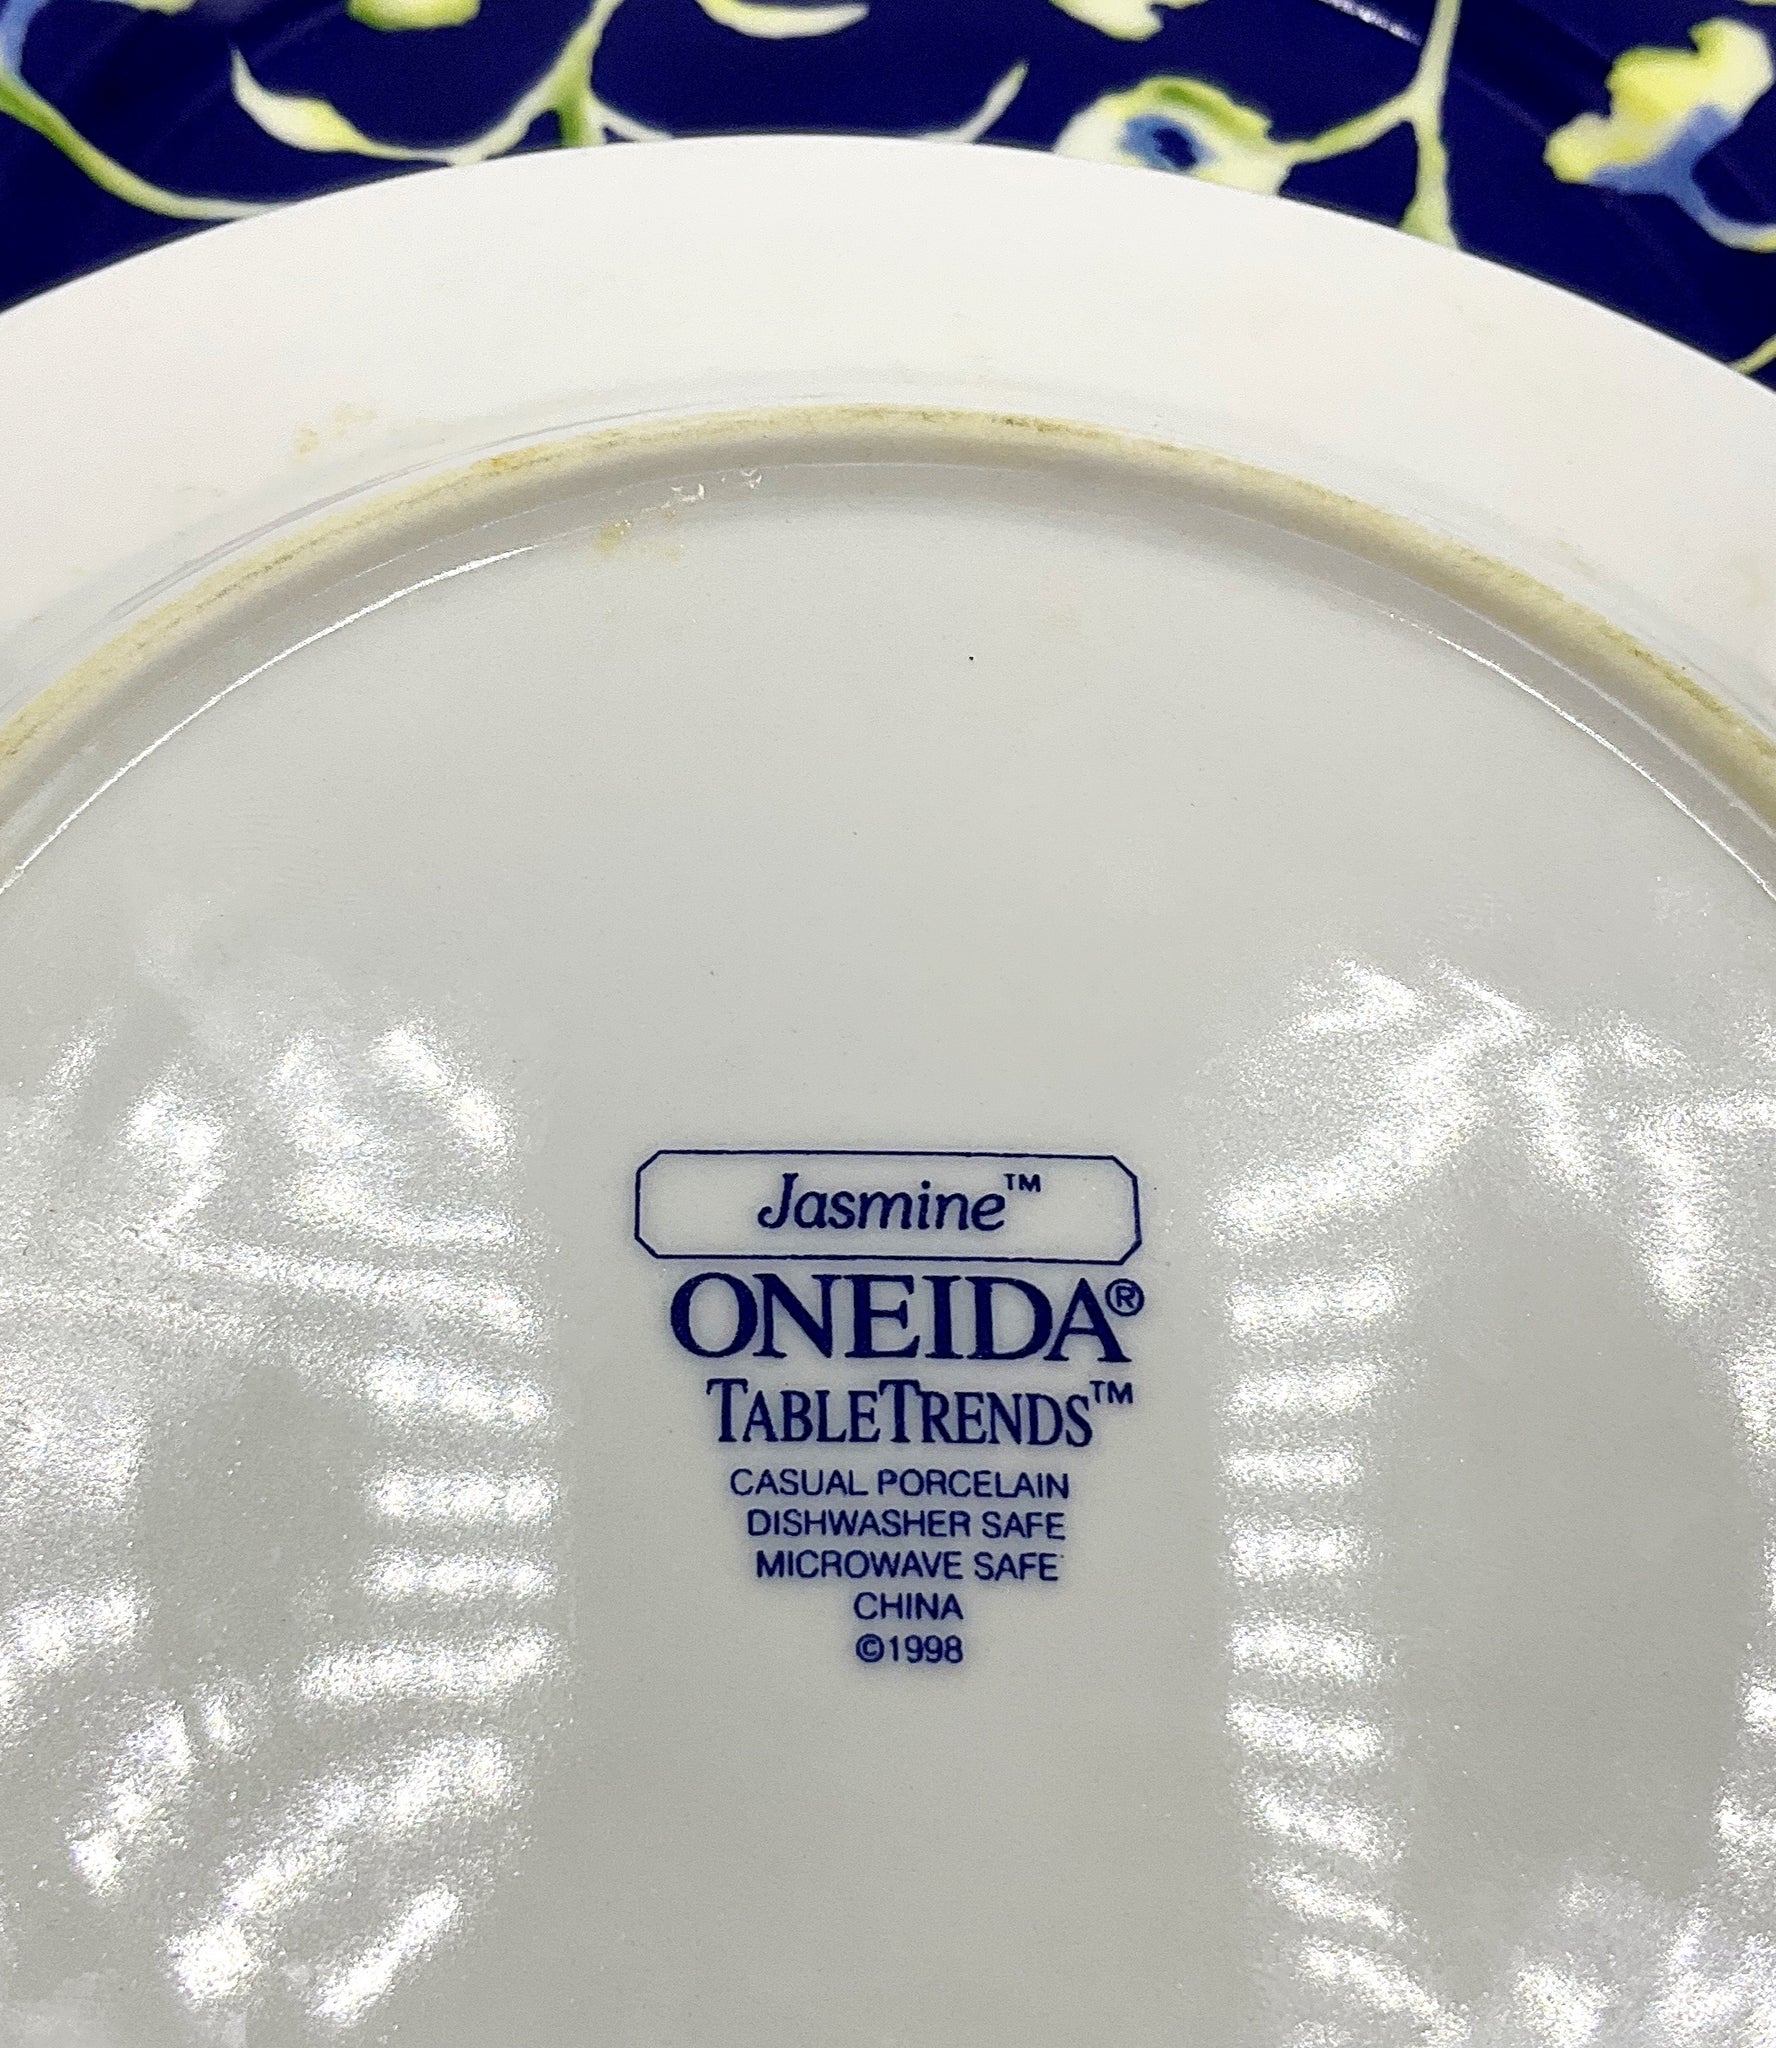 Jasmine™
ONEIDA®
TABLETRENDS™
CASUAL PORCELAIN
DISHWASHER SAFE
MICROWAVE SAFE
CHINA
©1998